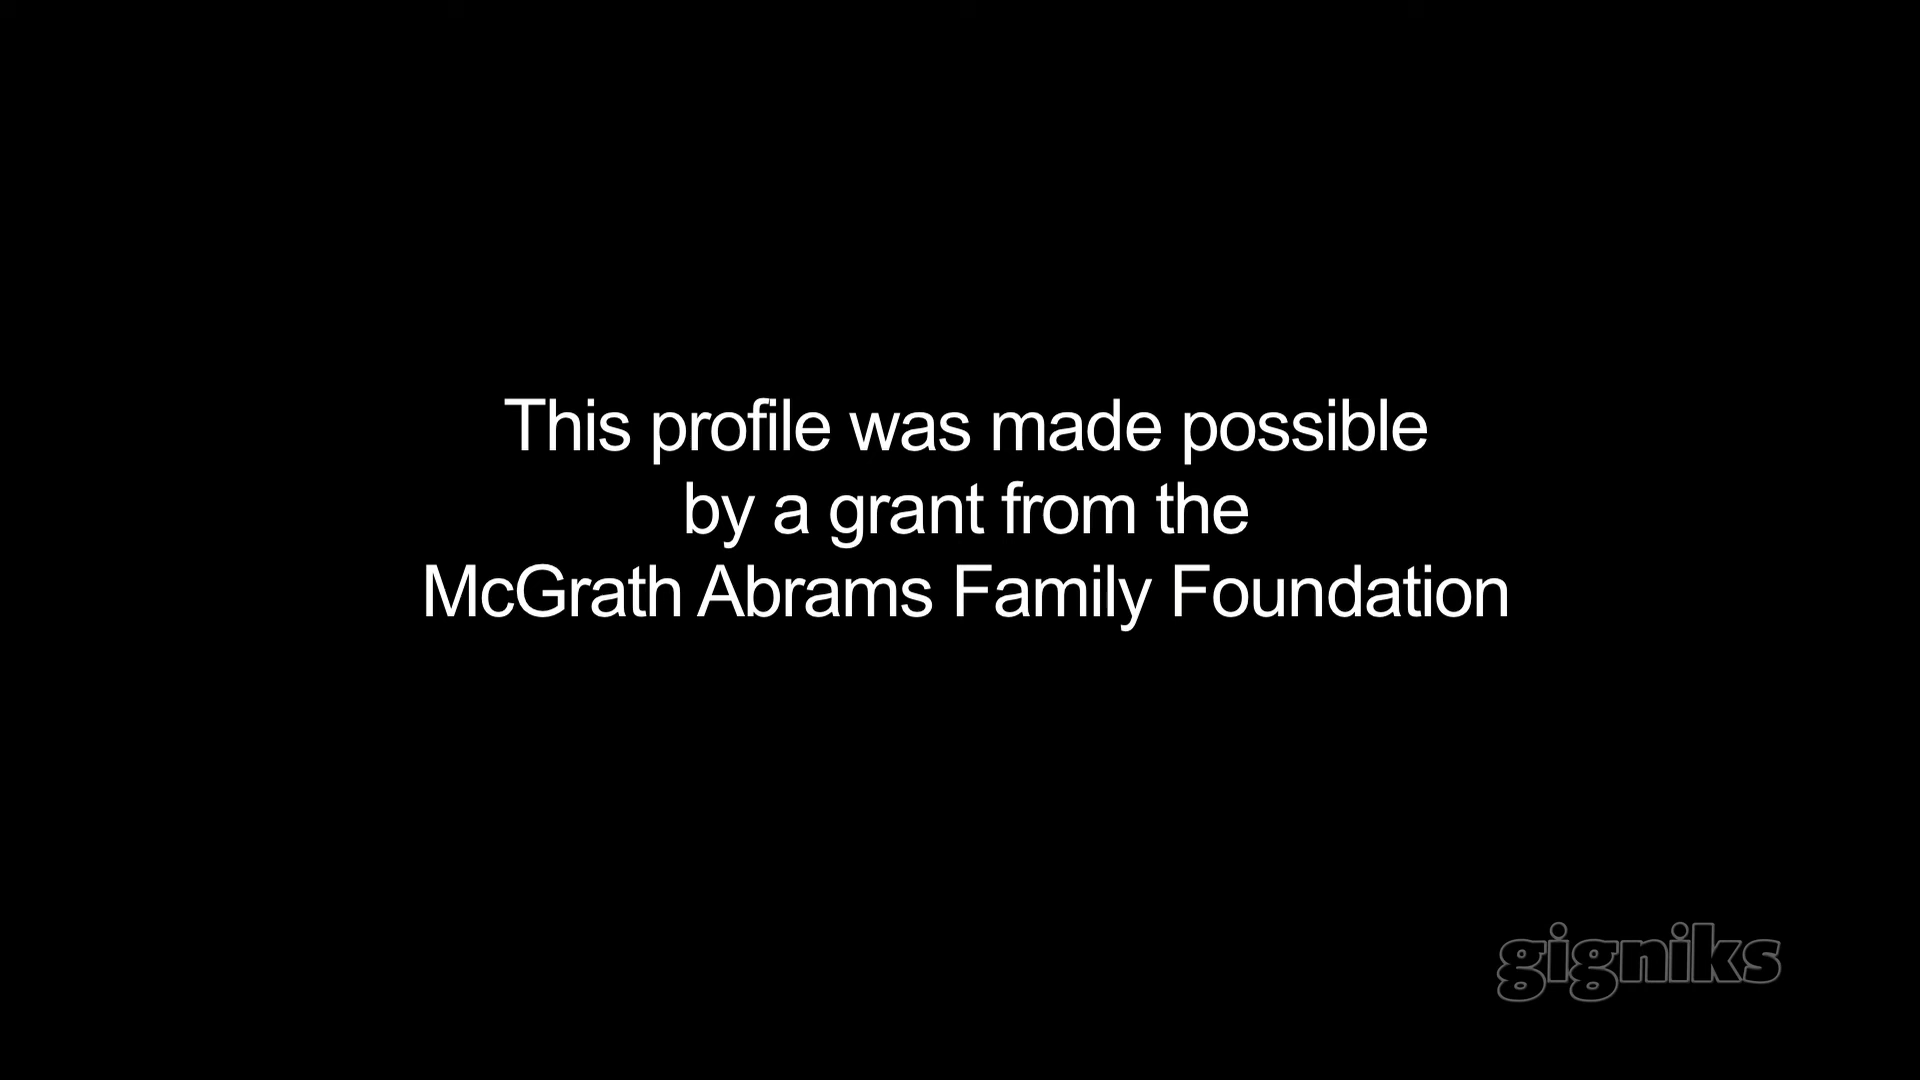 This profile was made possible
by a grant from the
McGrath Abrams Family Foundation
gigniks